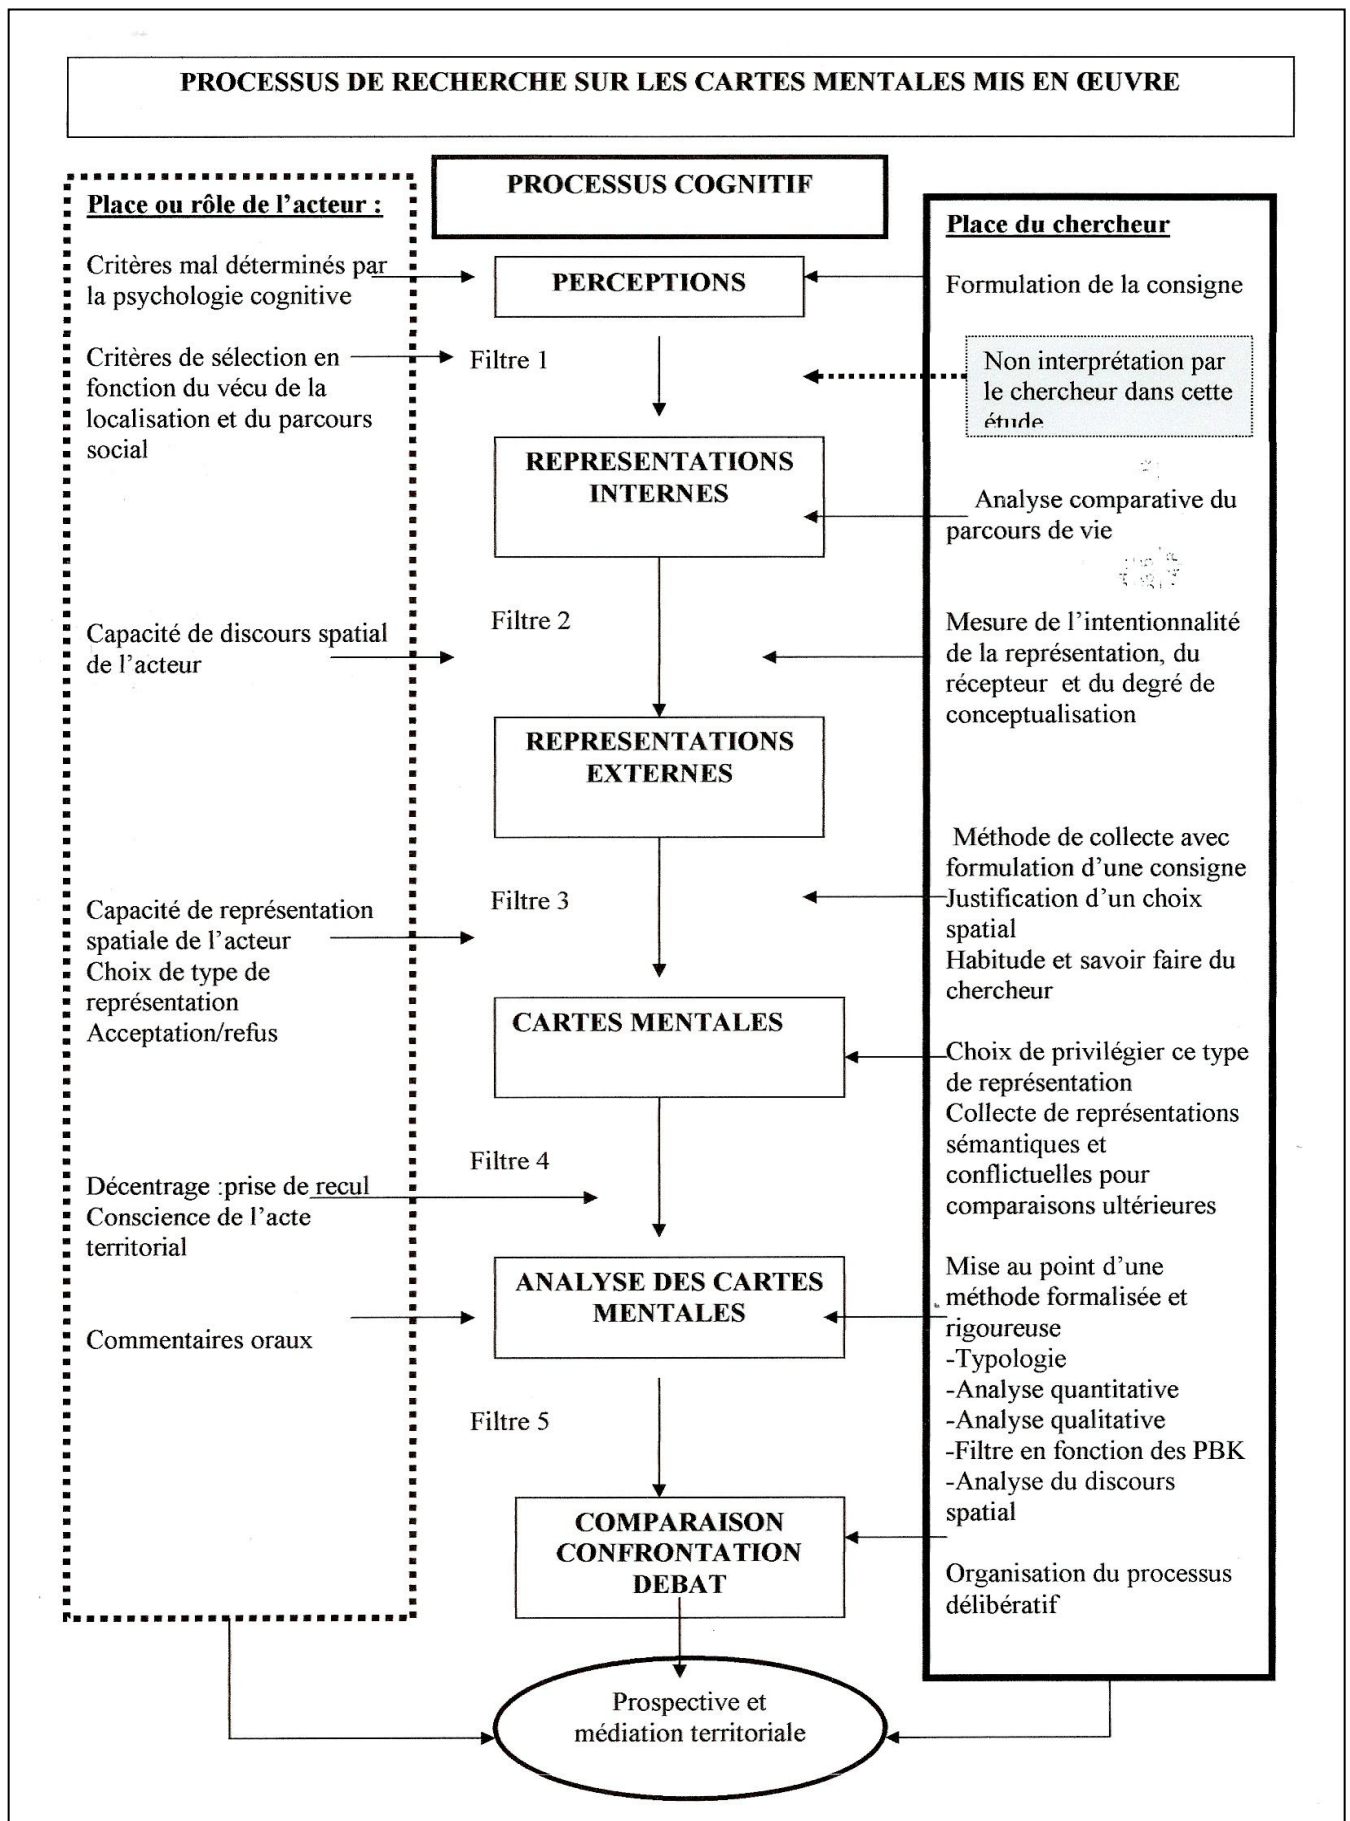 PROCESSUS DE RECHERCHE SUR LES CARTES MENTALES MIS EN ŒUVRE
PROCESSUS COGNITIF
Place ou rôle de l'acteur :
Critères mal déterminés par
la psychologie cognitive
Critères de sélection en
fonction du vécu de la
localisation et du parcours
social
Capacité de discours spatial
de l'acteur
Capacité de représentation
spatiale de l'acteur
Choix de type de
représentation
Acceptation/refus
Décentrage :prise de recul
Conscience de l'acte
territorial
Commentaires oraux
PERCEPTIONS
Filtre 1
REPRESENTATIONS
INTERNES
Filtre 2
REPRESENTATIONS
EXTERNES
Filtre 3
CARTES MENTALES
Filtre 4
ANALYSE DES CARTES
MENTALES
Filtre 5
COMPARAISON
CONFRONTATION
DEBAT
Place du chercheur
Formulation de la consigne
Non interprétation par
le chercheur dans cette
étude
Analyse comparative du
parcours de vie
Mesure de l'intentionnalité
de la représentation, du
récepteur et du degré de
conceptualisation
Méthode de collecte avec
formulation d'une consigne
Justification d'un choix
spatial
Habitude et savoir faire du
chercheur
Choix de privilégier ce type
de représentation
Collecte de représentations
sémantiques et
conflictuelles pour
comparaisons ultérieures
Mise au point d'une
méthode formalisée et
rigoureuse
-Typologie
-Analyse quantitative
-Analyse qualitative
-Filtre en fonction des PBK
-Analyse du discours
spatial
Organisation du processus
délibératif
Prospective et
médiation territoriale